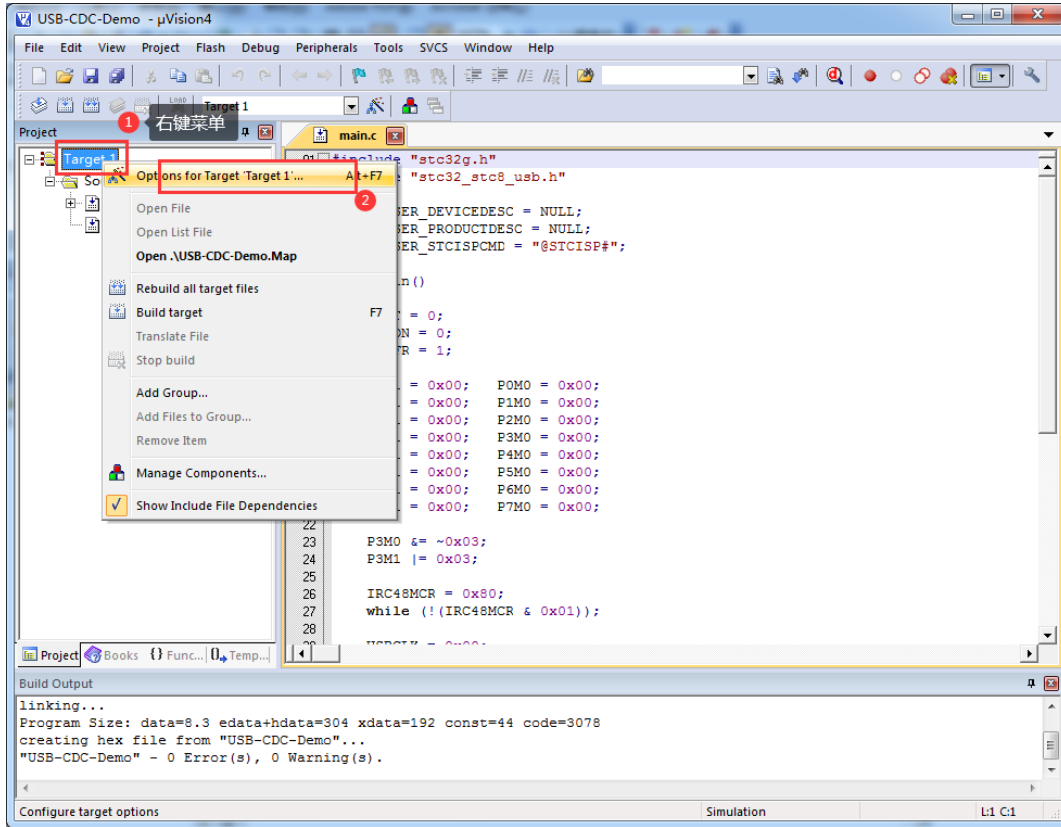 USB-CDC-Demo - µVision4
File Edit View Project Flash Debug Peripherals Tools SVCS Window Help
LOAD Target 1
1 右键菜单
Project
main.c
Target 1
01 #include "stc32g.h"
Options for Target 'Target 1'... Alt+F7
So
"stc32_stc8_usb.h"
2
Open File
SER_DEVICEDESC = NULL;
Open List File
SER_PRODUCTDESC = NULL;
Open .\USB-CDC-Demo.Map
SER_STCISPCMD = "@STCISP#";
Rebuild all target files
n()
Build target F7
= 0;
Translate File
N = 0;
Stop build
R = 1;
Add Group...
= 0x00; P0M0 = 0x00;
Add Files to Group...
= 0x00; P1M0 = 0x00;
= 0x00; P2M0 = 0x00;
Remove Item
= 0x00; P3M0 = 0x00;
= 0x00; P4M0 = 0x00;
Manage Components...
= 0x00; P5M0 = 0x00;
= 0x00; P6M0 = 0x00;
Show Include File Dependencies
= 0x00; P7M0 = 0x00;
22
23 P3M0 &= ~0x03;
24 P3M1 |= 0x03;
25
26 IRC48MCR = 0x80;
27 while (!(IRC48MCR & 0x01));
28
Project Books {} Func... 0 Temp...
Build Output
linking...
Program Size: data=8.3 edata+hdata=304 xdata=192 const=44 code=3078
creating hex file from "USB-CDC-Demo"...
"USB-CDC-Demo" - 0 Error(s), 0 Warning(s).
Configure target options
Simulation
L:1 C:1